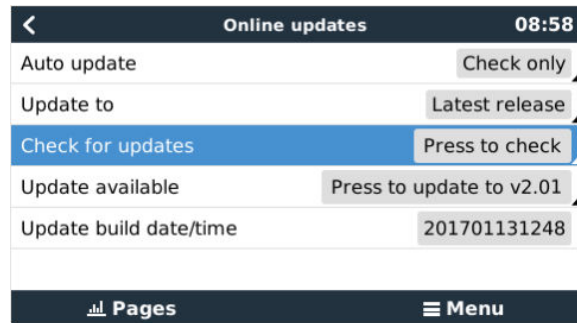 Online updates 08:58
Auto update Check only
Update to Latest release
Check for updates Press to check
Update available Press to update to v2.01
Update build date/time 201701131248
Pages Menu